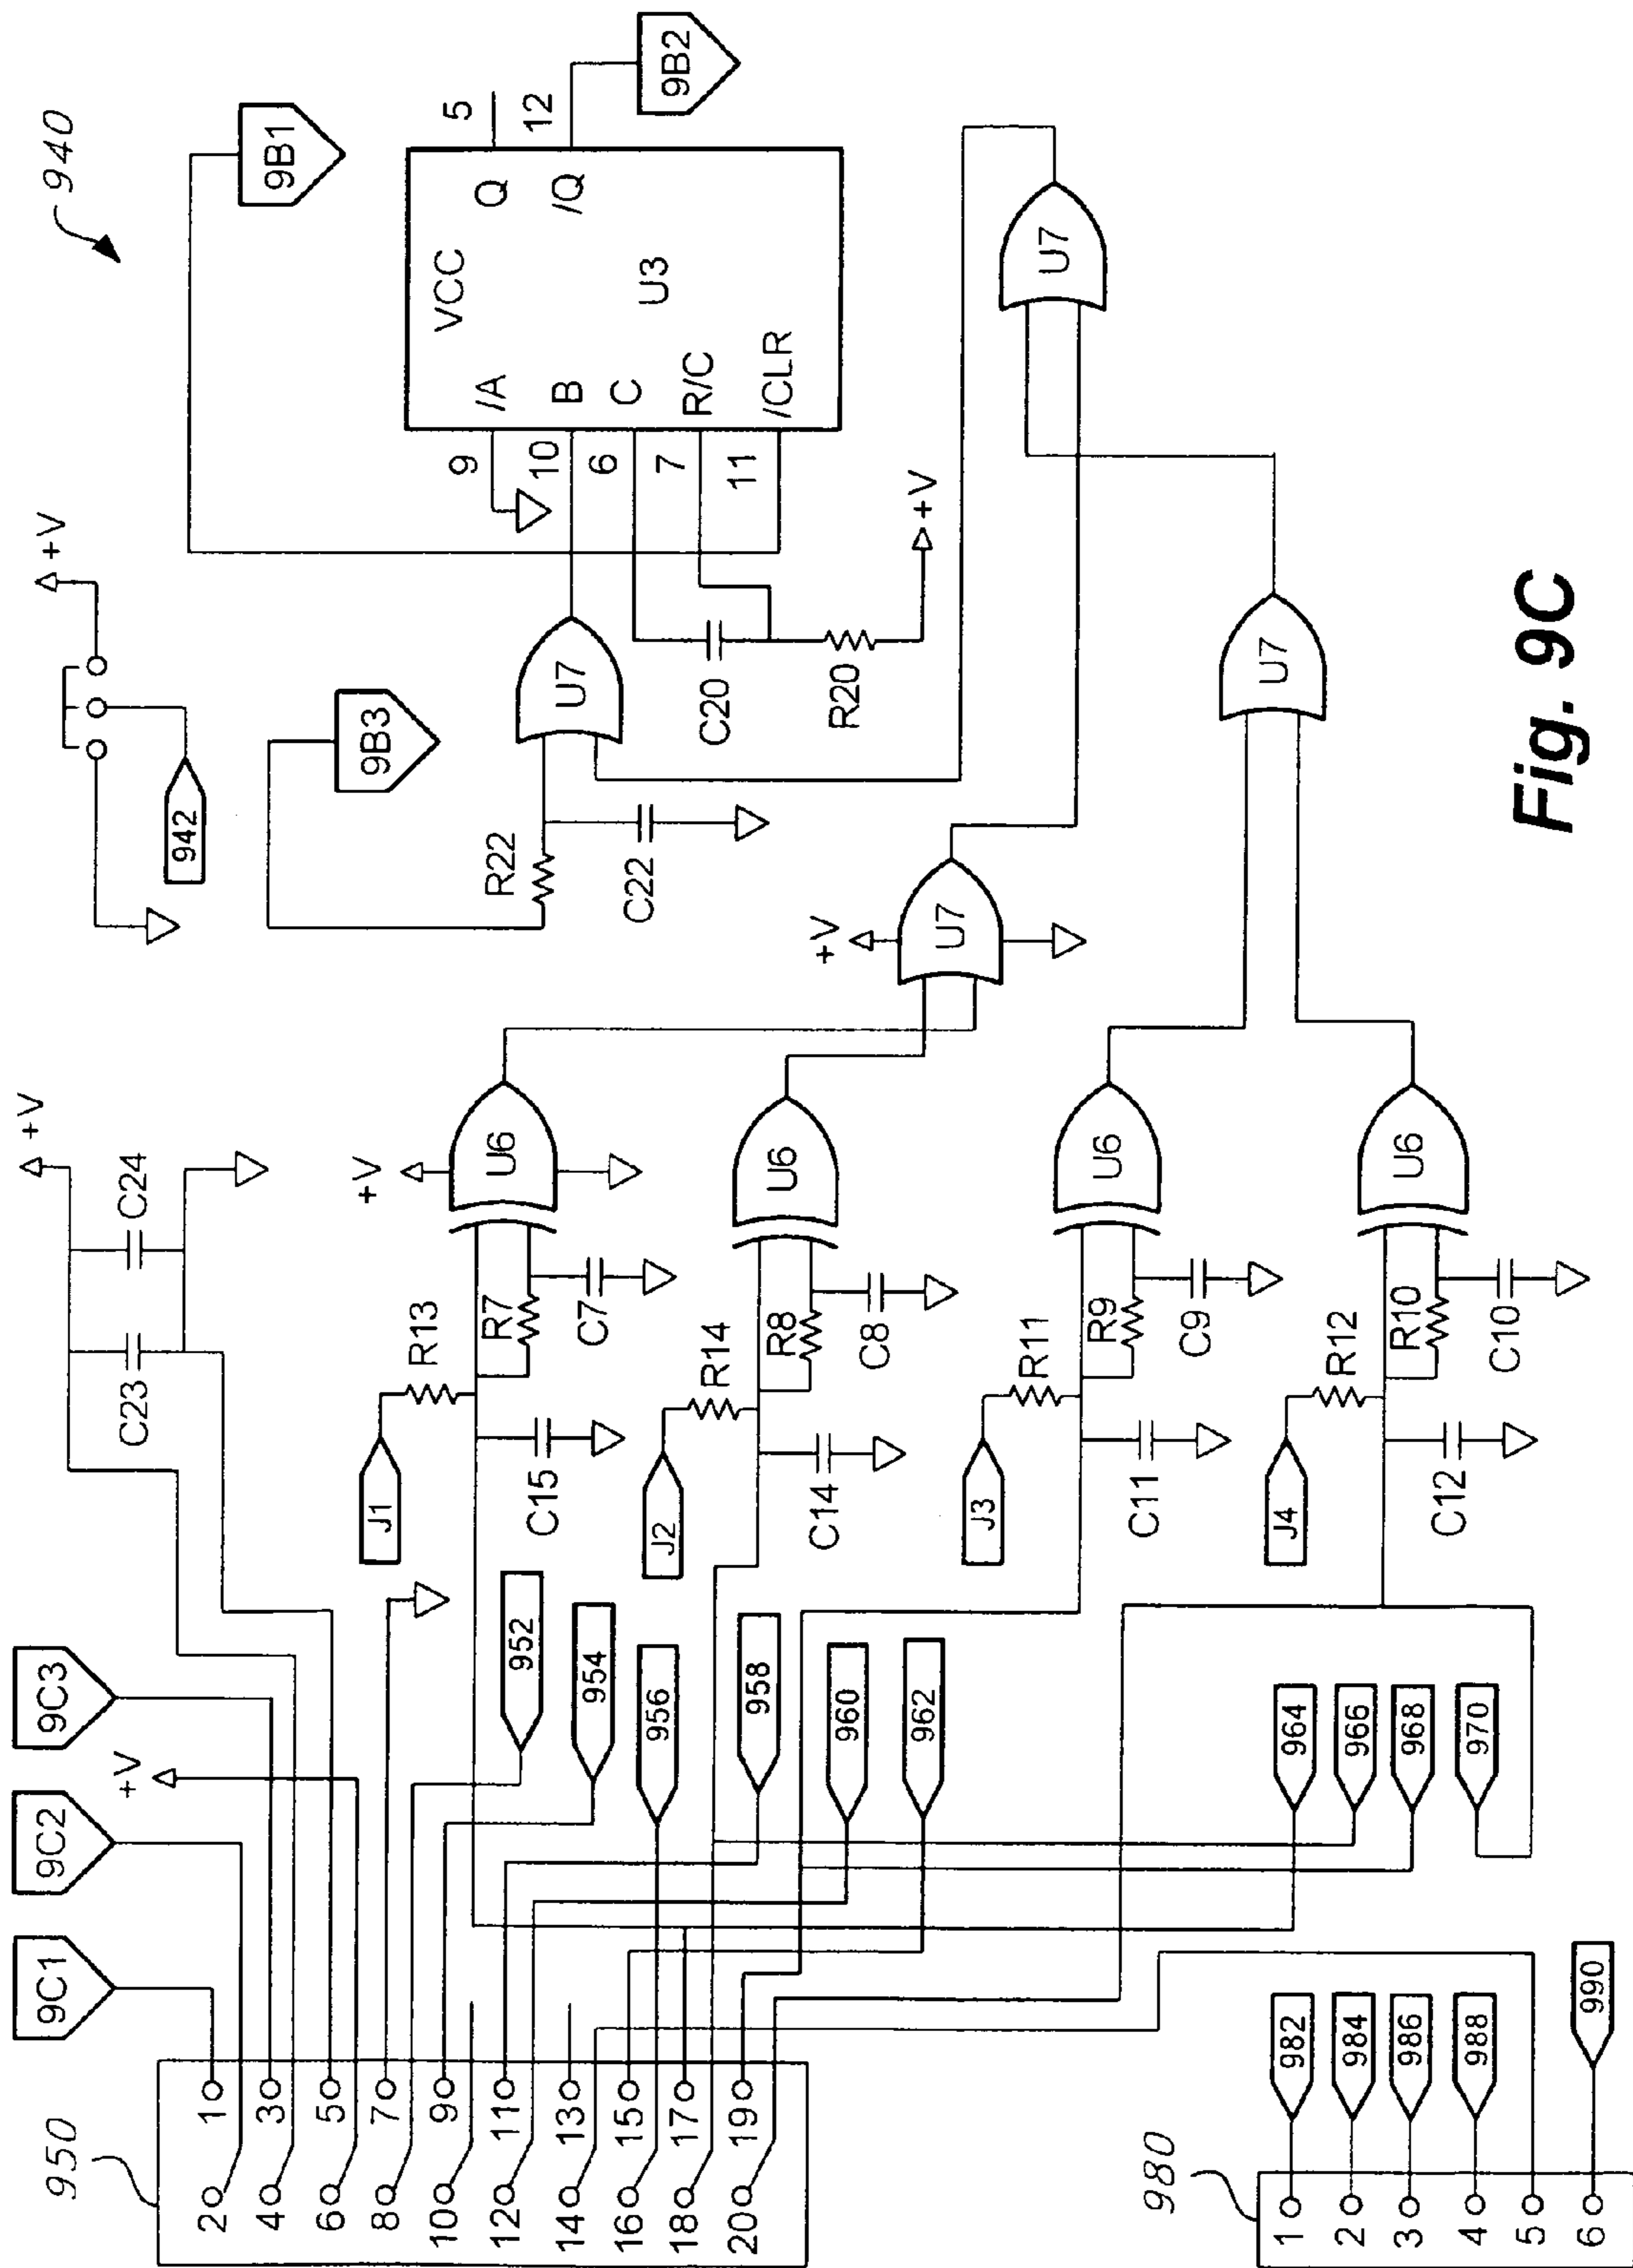 940
9B1
9B2
+V
942
9B3
VCC
/A
B
C
R/C
/CLR
Q
/Q
U3
9
10
6
7
11
5
12
U7
R22
C22
C20
R20
+V
U7
U7
+V
U7
+V
C23
C24
9C1
9C2
9C3
+V
950
1
2
3
4
5
6
7
8
9
10
11
12
13
14
15
16
17
18
19
20
952
954
956
958
960
962
964
966
968
970
J1
R13
C15
R7
C7
+V
U6
J2
R14
C14
R8
C8
U6
J3
R11
C11
R9
C9
U6
J4
R12
C12
R10
C10
U6
980
1
2
3
4
5
6
982
984
986
988
990
Fig. 9C